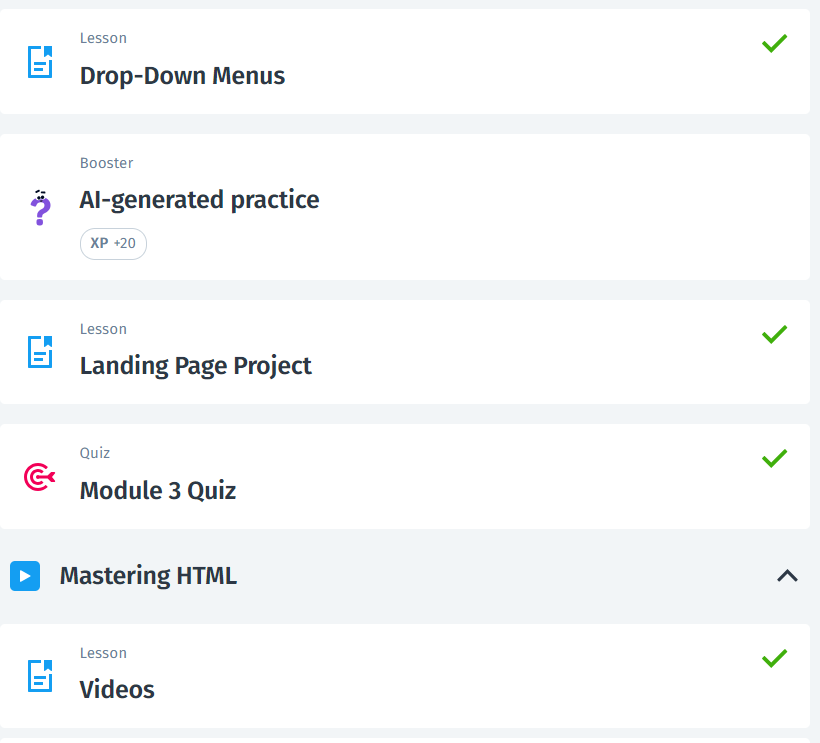 Lesson
Drop-Down Menus
Booster
AI-generated practice
XP +20
Lesson
Landing Page Project
Quiz
Module 3 Quiz
Mastering HTML
Lesson
Videos